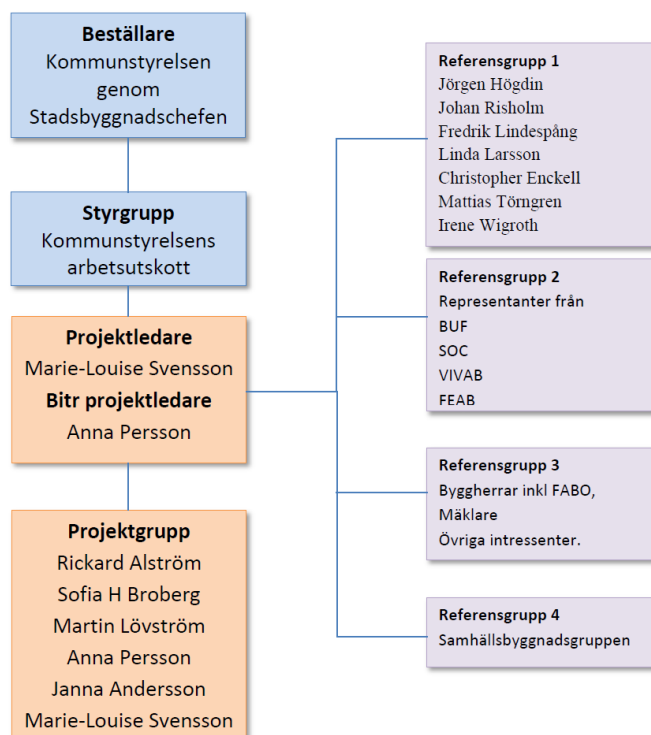 Beställare
Kommunstyrelsen
genom
Stadsbyggnadschefen
Styrgrupp
Kommunstyrelsens
arbetsutskott
Projektledare
Marie-Louise Svensson
Bitr projektledare
Anna Persson
Projektgrupp
Rickard Alström
Sofia H Broberg
Martin Lövström
Anna Persson
Janna Andersson
Marie-Louise Svensson
Referensgrupp 1
Jörgen Högdin
Johan Risholm
Fredrik Lindespång
Linda Larsson
Christopher Enckell
Mattias Törngren
Irene Wigroth
Referensgrupp 2
Representanter från
BUF
SOC
VIVAB
FEAB
Referensgrupp 3
Byggherrar inkl FABO,
Mäklare
Övriga intressenter.
Referensgrupp 4
Samhällsbyggnadsgruppen